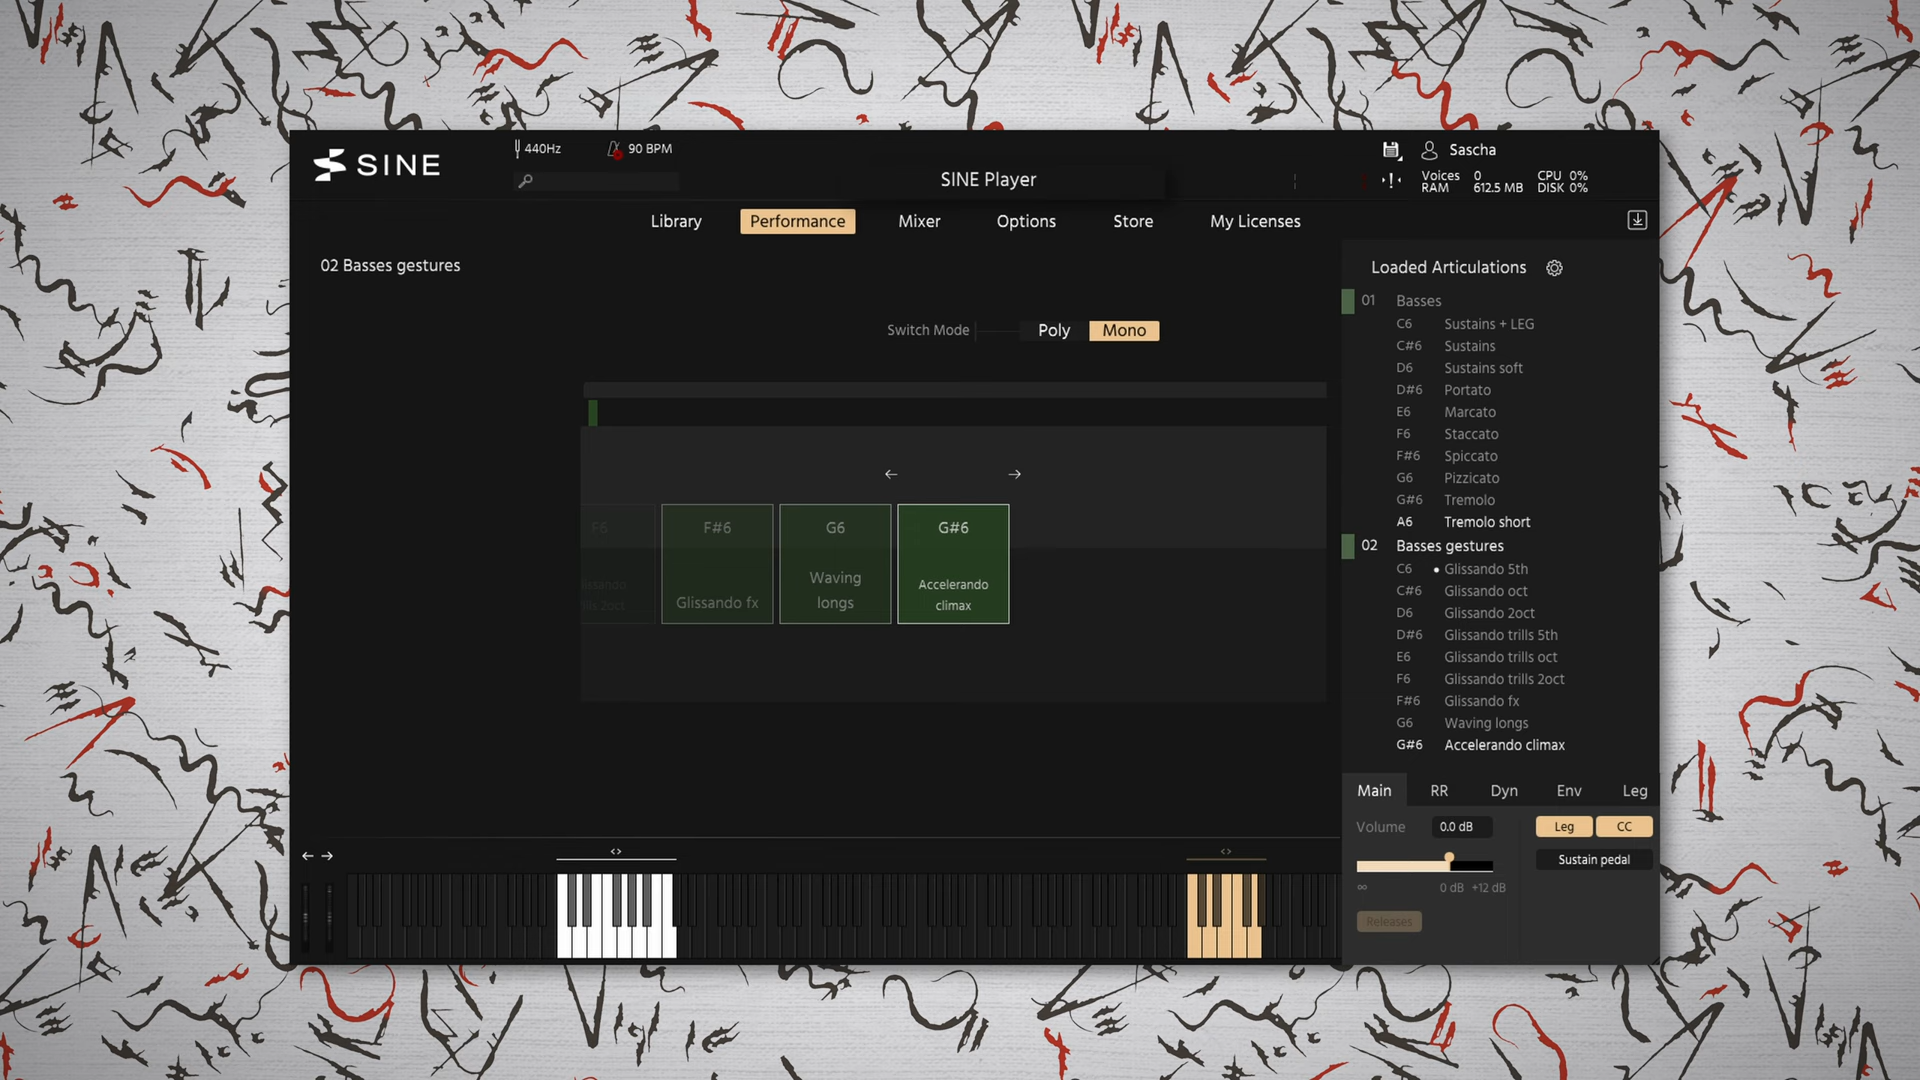 SINE
440Hz
90 BPM
SINE Player
Sascha
Voices 0
RAM 612.5 MB
CPU 0%
DISK 0%
Library
Performance
Mixer
Options
Store
My Licenses
02 Basses gestures
Switch Mode
Poly
Mono
F6
F#6
Glissando fx
G6
Waving
longs
G#6
Accelerando
climax
Loaded Articulations
01 Basses
C6 Sustains + LEG
C#6 Sustains
D6 Sustains soft
D#6 Portato
E6 Marcato
F6 Staccato
F#6 Spiccato
G6 Pizzicato
G#6 Tremolo
A6 Tremolo short
02 Basses gestures
C6 Glissando 5th
C#6 Glissando oct
D6 Glissando 2oct
D#6 Glissando trills 5th
E6 Glissando trills oct
F6 Glissando trills 2oct
F#6 Glissando fx
G6 Waving longs
G#6 Accelerando climax
Main
RR
Dyn
Env
Leg
Volume
0.0 dB
Leg
CC
Sustain pedal
∞ 0 dB +12 dB
Releases